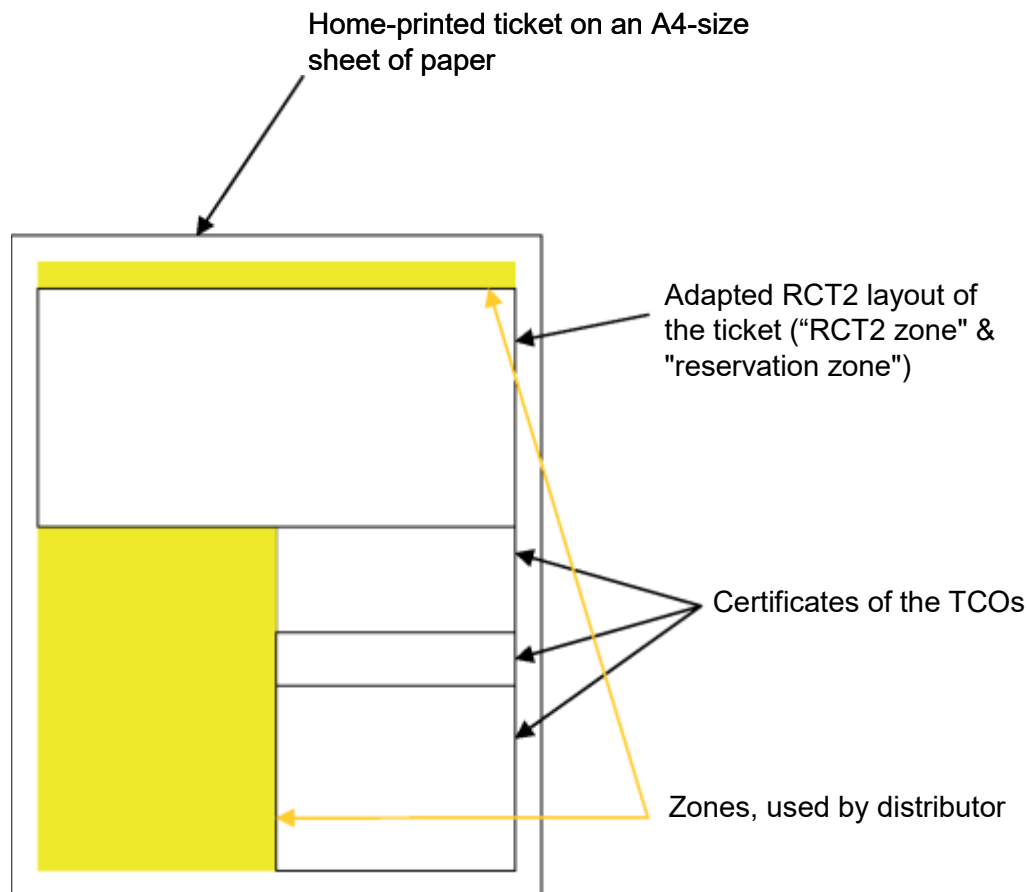 Home-printed ticket on an A4-size
sheet of paper
Adapted RCT2 layout of
the ticket (“RCT2 zone" &
"reservation zone")
Certificates of the TCOs
Zones, used by distributor